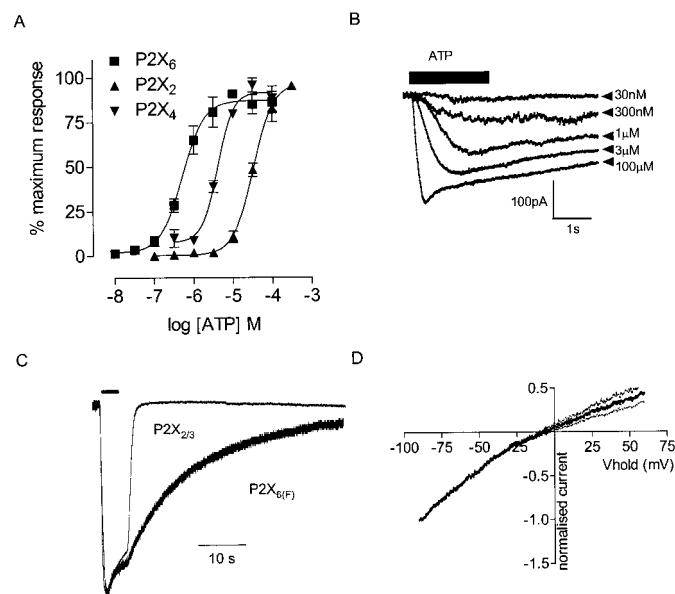 A
P2X6
P2X2
P2X4
% maximum response
100
75
50
25
0
-8 -7 -6 -5 -4 -3
log [ATP] M
B
ATP
30nM
300nM
1µM
3µM
100µM
100pA
1s
C
P2X2/3
P2X6(F)
10 s
D
0.5
-100 -75 -50 -25 0 25 50 75
Vhold (mV)
-0.5
-1.0
-1.5
normalised current